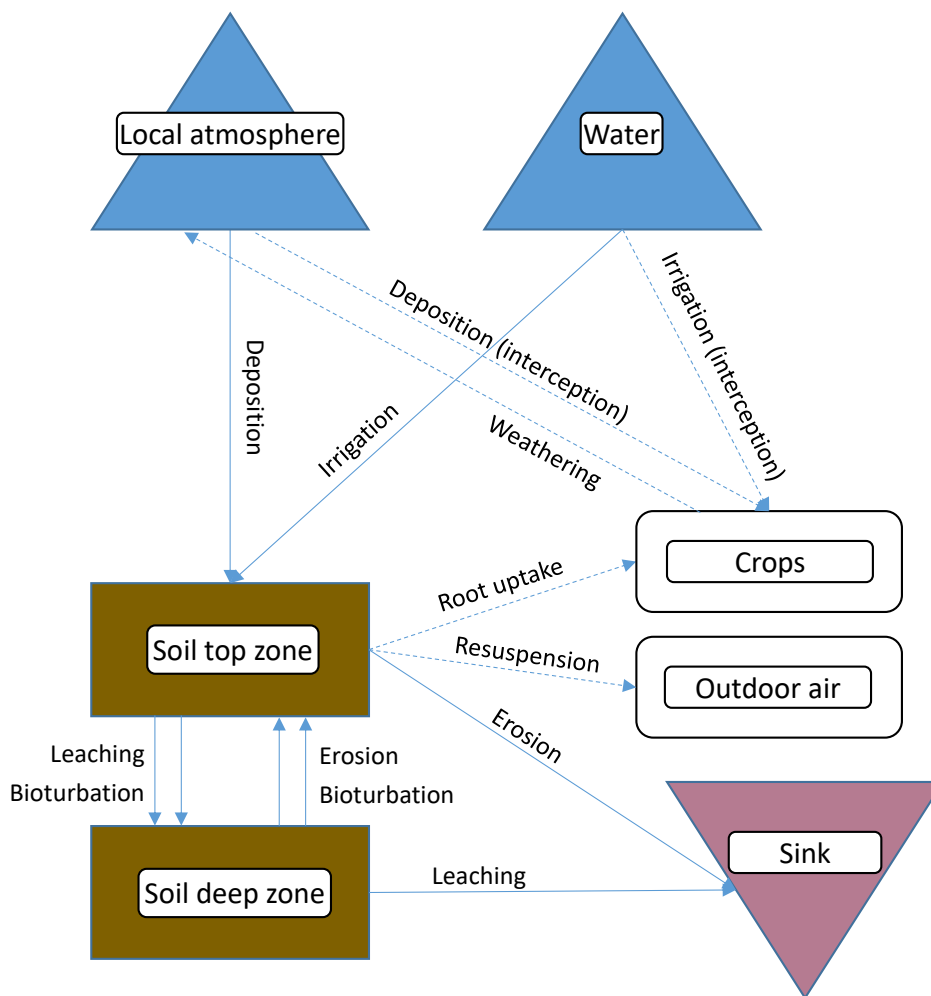 Local atmosphere
Water
Deposition
Deposition (interception)
Weathering
Irrigation
Irrigation (interception)
Crops
Root uptake
Resuspension
Outdoor air
Soil top zone
Erosion
Leaching
Bioturbation
Erosion
Bioturbation
Sink
Leaching
Soil deep zone